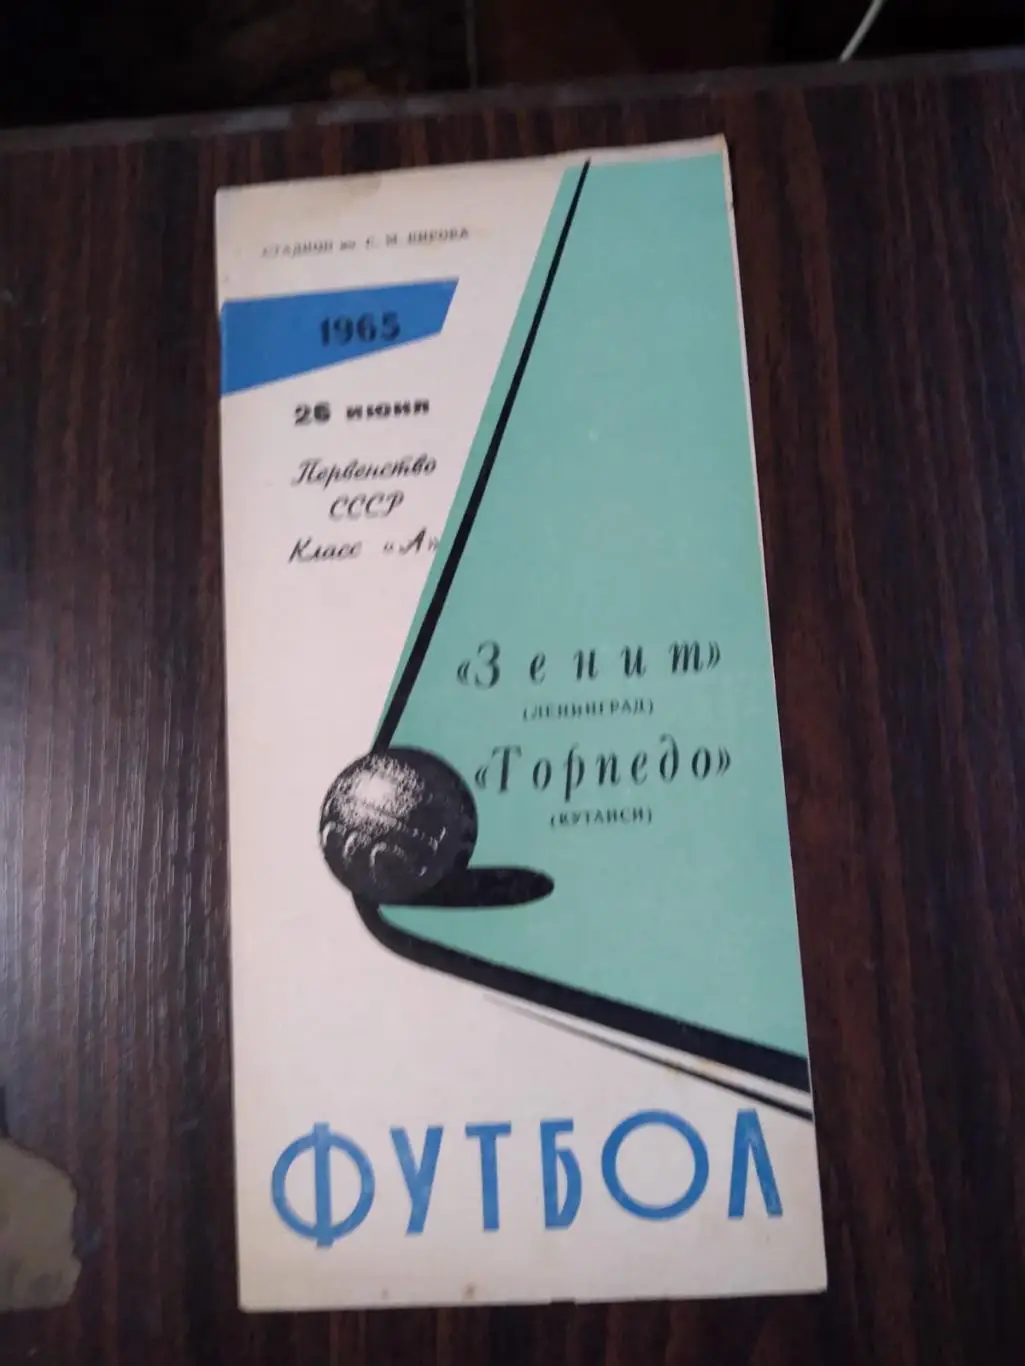 СТАДИОН им. С. М. КИРОВА
1965
26 июня
Первенство
СССР
Класс «А»
«Зенит»
(ЛЕНИНГРАД)
«Торпедо»
(КУТАИСИ)
ФУТБОЛ